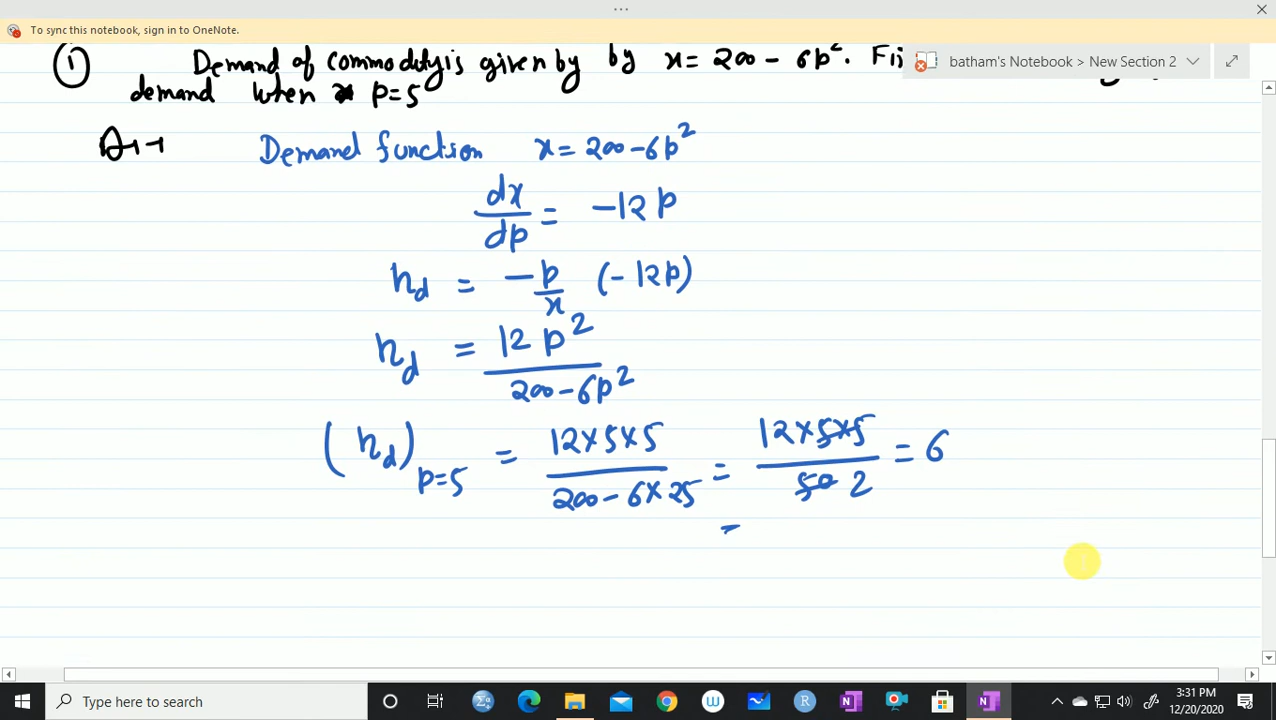 ...
To sync this notebook, sign in to OneNote.
① Demand of commodity is given by by x = 200 - 6p². Fi
batham's Notebook > New Section 2
demand when p=5
Demand function x = 200 - 6p²
dx/dp = -12p
η_d = -p/x (-12p)
η_d = 12p² / 200 - 6p²
(η_d)_p=5 = 12×5×5 / 200 - 6×25 = 12×5×5 / 50 2 = 6
=
Type here to search
3:31 PM
12/20/2020